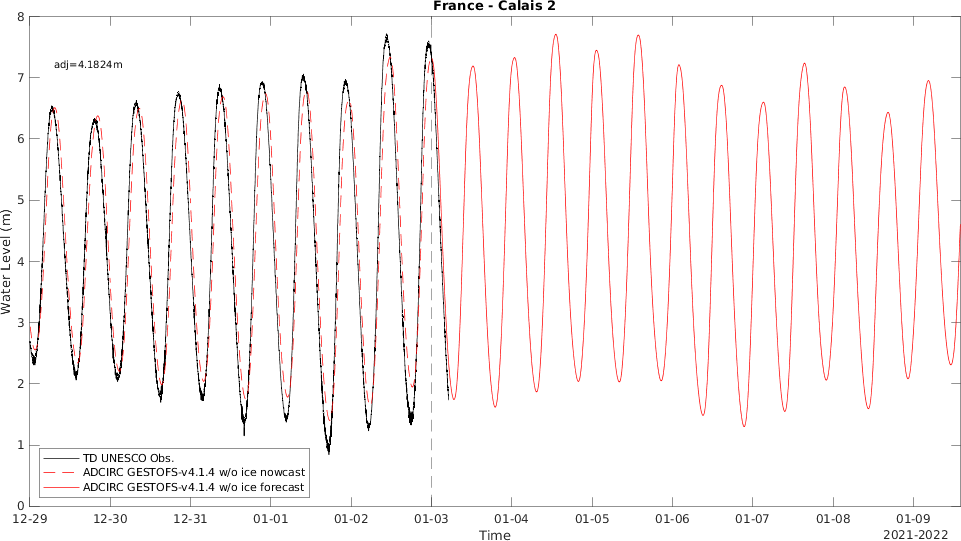 France - Calais 2
8
7
6
5
4
3
2
1
0
Water Level (m)
adj=4.1824m
TD UNESCO Obs.
ADCIRC GESTOFS-v4.1.4 w/o ice nowcast
ADCIRC GESTOFS-v4.1.4 w/o ice forecast
12-29 12-30 12-31 01-01 01-02 01-03 01-04 01-05 01-06 01-07 01-08 01-09
Time
2021-2022